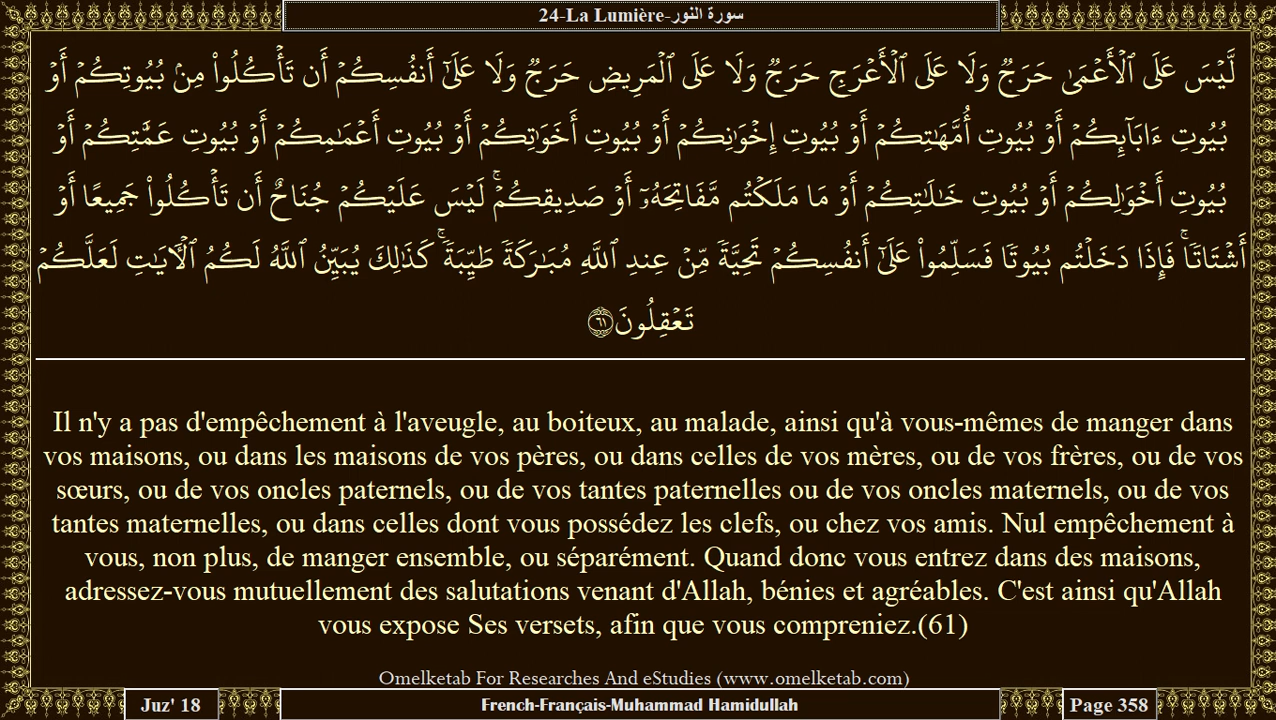 24-La Lumière-سورة النور
لَّيۡسَ عَلَى ٱلۡأَعۡمَىٰ حَرَجٞ وَلَا عَلَى ٱلۡأَعۡرَجِ حَرَجٞ وَلَا عَلَى ٱلۡمَرِيضِ حَرَجٞ وَلَا عَلَىٰٓ أَنفُسِكُمۡ أَن تَأۡكُلُواْ مِنۢ بُيُوتِكُمۡ أَوۡ
بُيُوتِ ءَابَآئِكُمۡ أَوۡ بُيُوتِ أُمَّهَٰتِكُمۡ أَوۡ بُيُوتِ إِخۡوَٰنِكُمۡ أَوۡ بُيُوتِ أَخَوَٰتِكُمۡ أَوۡ بُيُوتِ أَعۡمَٰمِكُمۡ أَوۡ بُيُوتِ عَمَّٰتِكُمۡ أَوۡ
بُيُوتِ أَخۡوَٰلِكُمۡ أَوۡ بُيُوتِ خَٰلَٰتِكُمۡ أَوۡ مَا مَلَكۡتُم مَّفَاتِحَهُۥٓ أَوۡ صَدِيقِكُمۡۚ لَيۡسَ عَلَيۡكُمۡ جُنَاحٌ أَن تَأۡكُلُواْ جَمِيعًا أَوۡ
أَشۡتَاتٗاۚ فَإِذَا دَخَلۡتُم بُيُوتٗا فَسَلِّمُواْ عَلَىٰٓ أَنفُسِكُمۡ تَحِيَّةٗ مِّنۡ عِندِ ٱللَّهِ مُبَٰرَكَةٗ طَيِّبَةٗۚ كَذَٰلِكَ يُبَيِّنُ ٱللَّهُ لَكُمُ ٱلۡأٓيَٰتِ لَعَلَّكُمۡ
تَعۡقِلُونَ ٦١
Il n'y a pas d'empêchement à l'aveugle, au boiteux, au malade, ainsi qu'à vous-mêmes de manger dans
vos maisons, ou dans les maisons de vos pères, ou dans celles de vos mères, ou de vos frères, ou de vos
sœurs, ou de vos oncles paternels, ou de vos tantes paternelles ou de vos oncles maternels, ou de vos
tantes maternelles, ou dans celles dont vous possédez les clefs, ou chez vos amis. Nul empêchement à
vous, non plus, de manger ensemble, ou séparément. Quand donc vous entrez dans des maisons,
adressez-vous mutuellement des salutations venant d'Allah, bénies et agréables. C'est ainsi qu'Allah
vous expose Ses versets, afin que vous compreniez.(61)
Omelketab For Researches And eStudies (www.omelketab.com)
Juz' 18
French-Français-Muhammad Hamidullah
Page 358